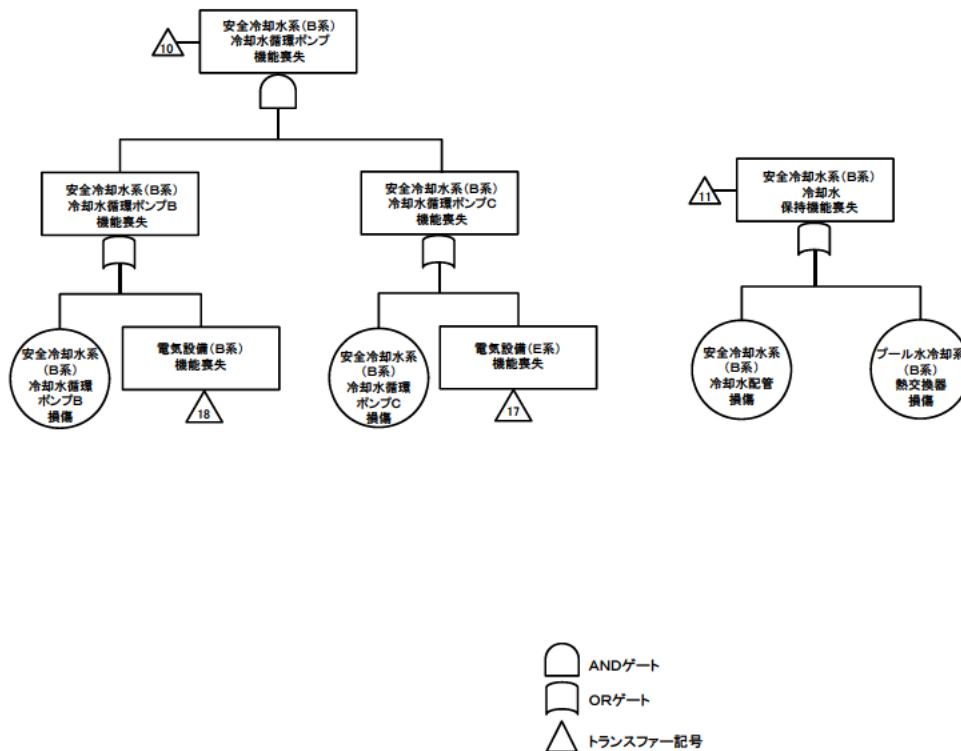 10
安全冷却水系(B系)
冷却水循環ポンプ
機能喪失
安全冷却水系(B系)
冷却水循環ポンプB
機能喪失
安全冷却水系(B系)
冷却水循環ポンプC
機能喪失
安全冷却水系
(B系)
冷却水循環
ポンプB
損傷
電気設備(B系)
機能喪失
18
安全冷却水系
(B系)
冷却水循環
ポンプC
損傷
電気設備(E系)
機能喪失
17
11
安全冷却水系(B系)
冷却水
保持機能喪失
安全冷却水系
(B系)
冷却水配管
損傷
プール水冷却系
(B系)
熱交換器
損傷
ANDゲート
ORゲート
トランスファー記号